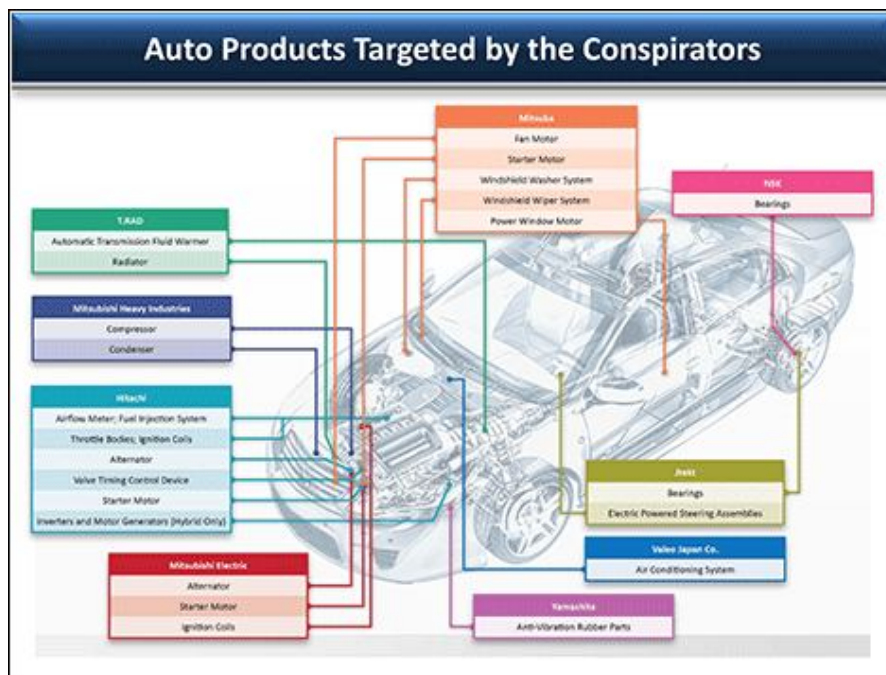 Auto Products Targeted by the Conspirators
Mitsuba
Fan Motor
Starter Motor
Windshield Washer System
Windshield Wiper System
Power Window Motor
NSK
Bearings
T.RAD
Automatic Transmission Fluid Warmer
Radiator
Mitsubishi Heavy Industries
Compressor
Condenser
Hitachi
Airflow Meter; Fuel Injection System
Throttle Bodies; Ignition Coils
Alternator
Valve Timing Control Device
Starter Motor
Inverters and Motor Generators (Hybrid Only)
Jtekt
Bearings
Electric Powered Steering Assemblies
Valeo Japan Co.
Air Conditioning System
Mitsubishi Electric
Alternator
Starter Motor
Ignition Coils
Yamashita
Anti-Vibration Rubber Parts